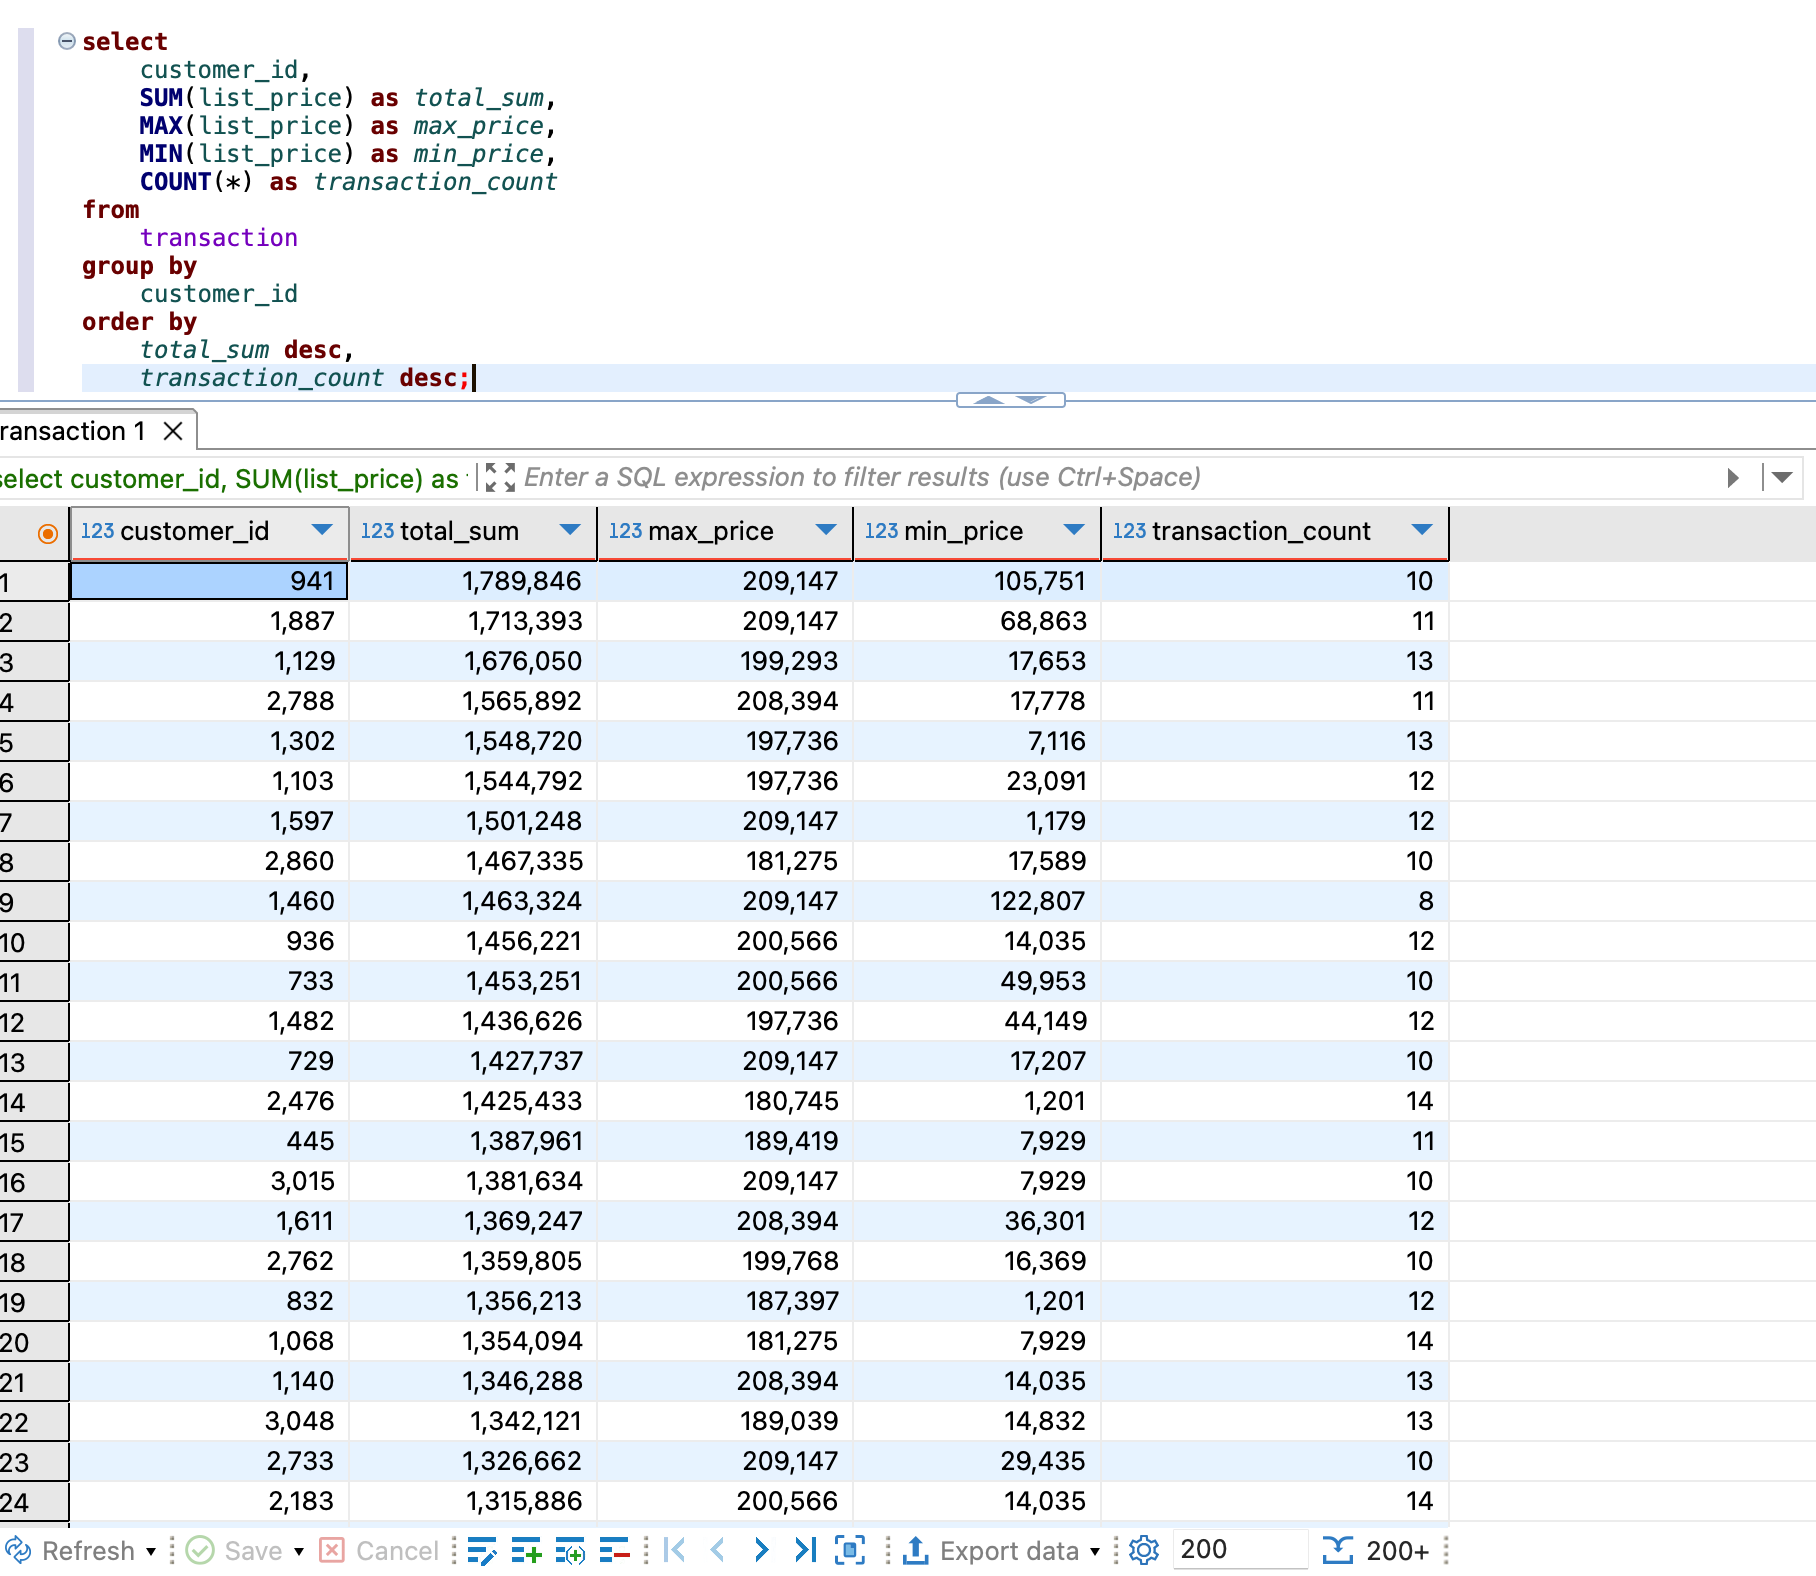 select
customer_id,
SUM(list_price) as total_sum,
MAX(list_price) as max_price,
MIN(list_price) as min_price,
COUNT(*) as transaction_count
from
transaction
group by
customer_id
order by
total_sum desc,
transaction_count desc;
ransaction 1
select customer_id, SUM(list_price) as
Enter a SQL expression to filter results (use Ctrl+Space)
123 customer_id 123 total_sum 123 max_price 123 min_price 123 transaction_count
1 941 1,789,846 209,147 105,751 10
2 1,887 1,713,393 209,147 68,863 11
3 1,129 1,676,050 199,293 17,653 13
4 2,788 1,565,892 208,394 17,778 11
5 1,302 1,548,720 197,736 7,116 13
6 1,103 1,544,792 197,736 23,091 12
7 1,597 1,501,248 209,147 1,179 12
8 2,860 1,467,335 181,275 17,589 10
9 1,460 1,463,324 209,147 122,807 8
10 936 1,456,221 200,566 14,035 12
11 733 1,453,251 200,566 49,953 10
12 1,482 1,436,626 197,736 44,149 12
13 729 1,427,737 209,147 17,207 10
14 2,476 1,425,433 180,745 1,201 14
15 445 1,387,961 189,419 7,929 11
16 3,015 1,381,634 209,147 7,929 10
17 1,611 1,369,247 208,394 36,301 12
18 2,762 1,359,805 199,768 16,369 10
19 832 1,356,213 187,397 1,201 12
20 1,068 1,354,094 181,275 7,929 14
21 1,140 1,346,288 208,394 14,035 13
22 3,048 1,342,121 189,039 14,832 13
23 2,733 1,326,662 209,147 29,435 10
24 2,183 1,315,886 200,566 14,035 14
Refresh Save Cancel Export data 200 200+